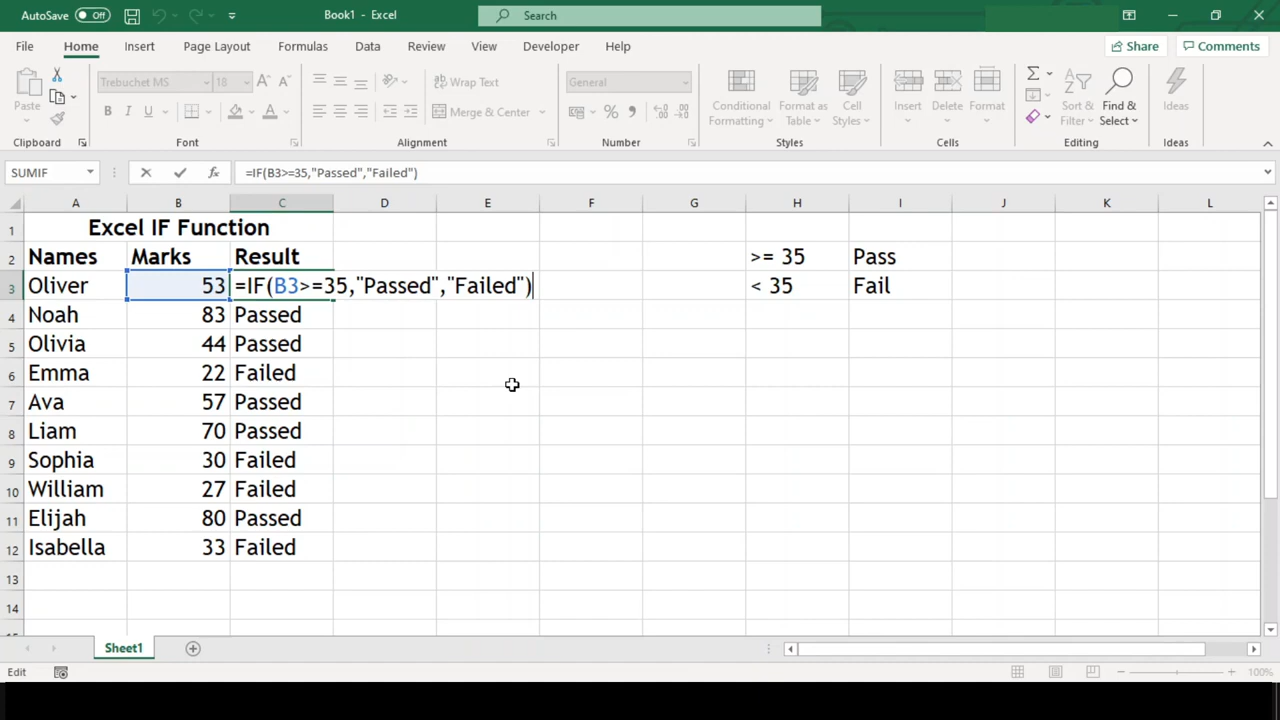 AutoSave Off Book1 - Excel Search
File Home Insert Page Layout Formulas Data Review View Developer Help Share Comments
Trebuchet MS 18 Wrap Text General
Paste B I U Merge & Center % Conditional Formatting Format as Table Cell Styles Insert Delete Format Sort & Filter Find & Select Ideas
Clipboard Font Alignment Number Styles Cells Editing Ideas
SUMIF fx =IF(B3>=35,"Passed","Failed")
A B C D E F G H I J K L
1 Excel IF Function
2 Names Marks Result >= 35 Pass
3 Oliver 53 =IF(B3>=35,"Passed","Failed") < 35 Fail
4 Noah 83 Passed
5 Olivia 44 Passed
6 Emma 22 Failed
7 Ava 57 Passed
8 Liam 70 Passed
9 Sophia 30 Failed
10 William 27 Failed
11 Elijah 80 Passed
12 Isabella 33 Failed
13
14
Sheet1
Edit 100%